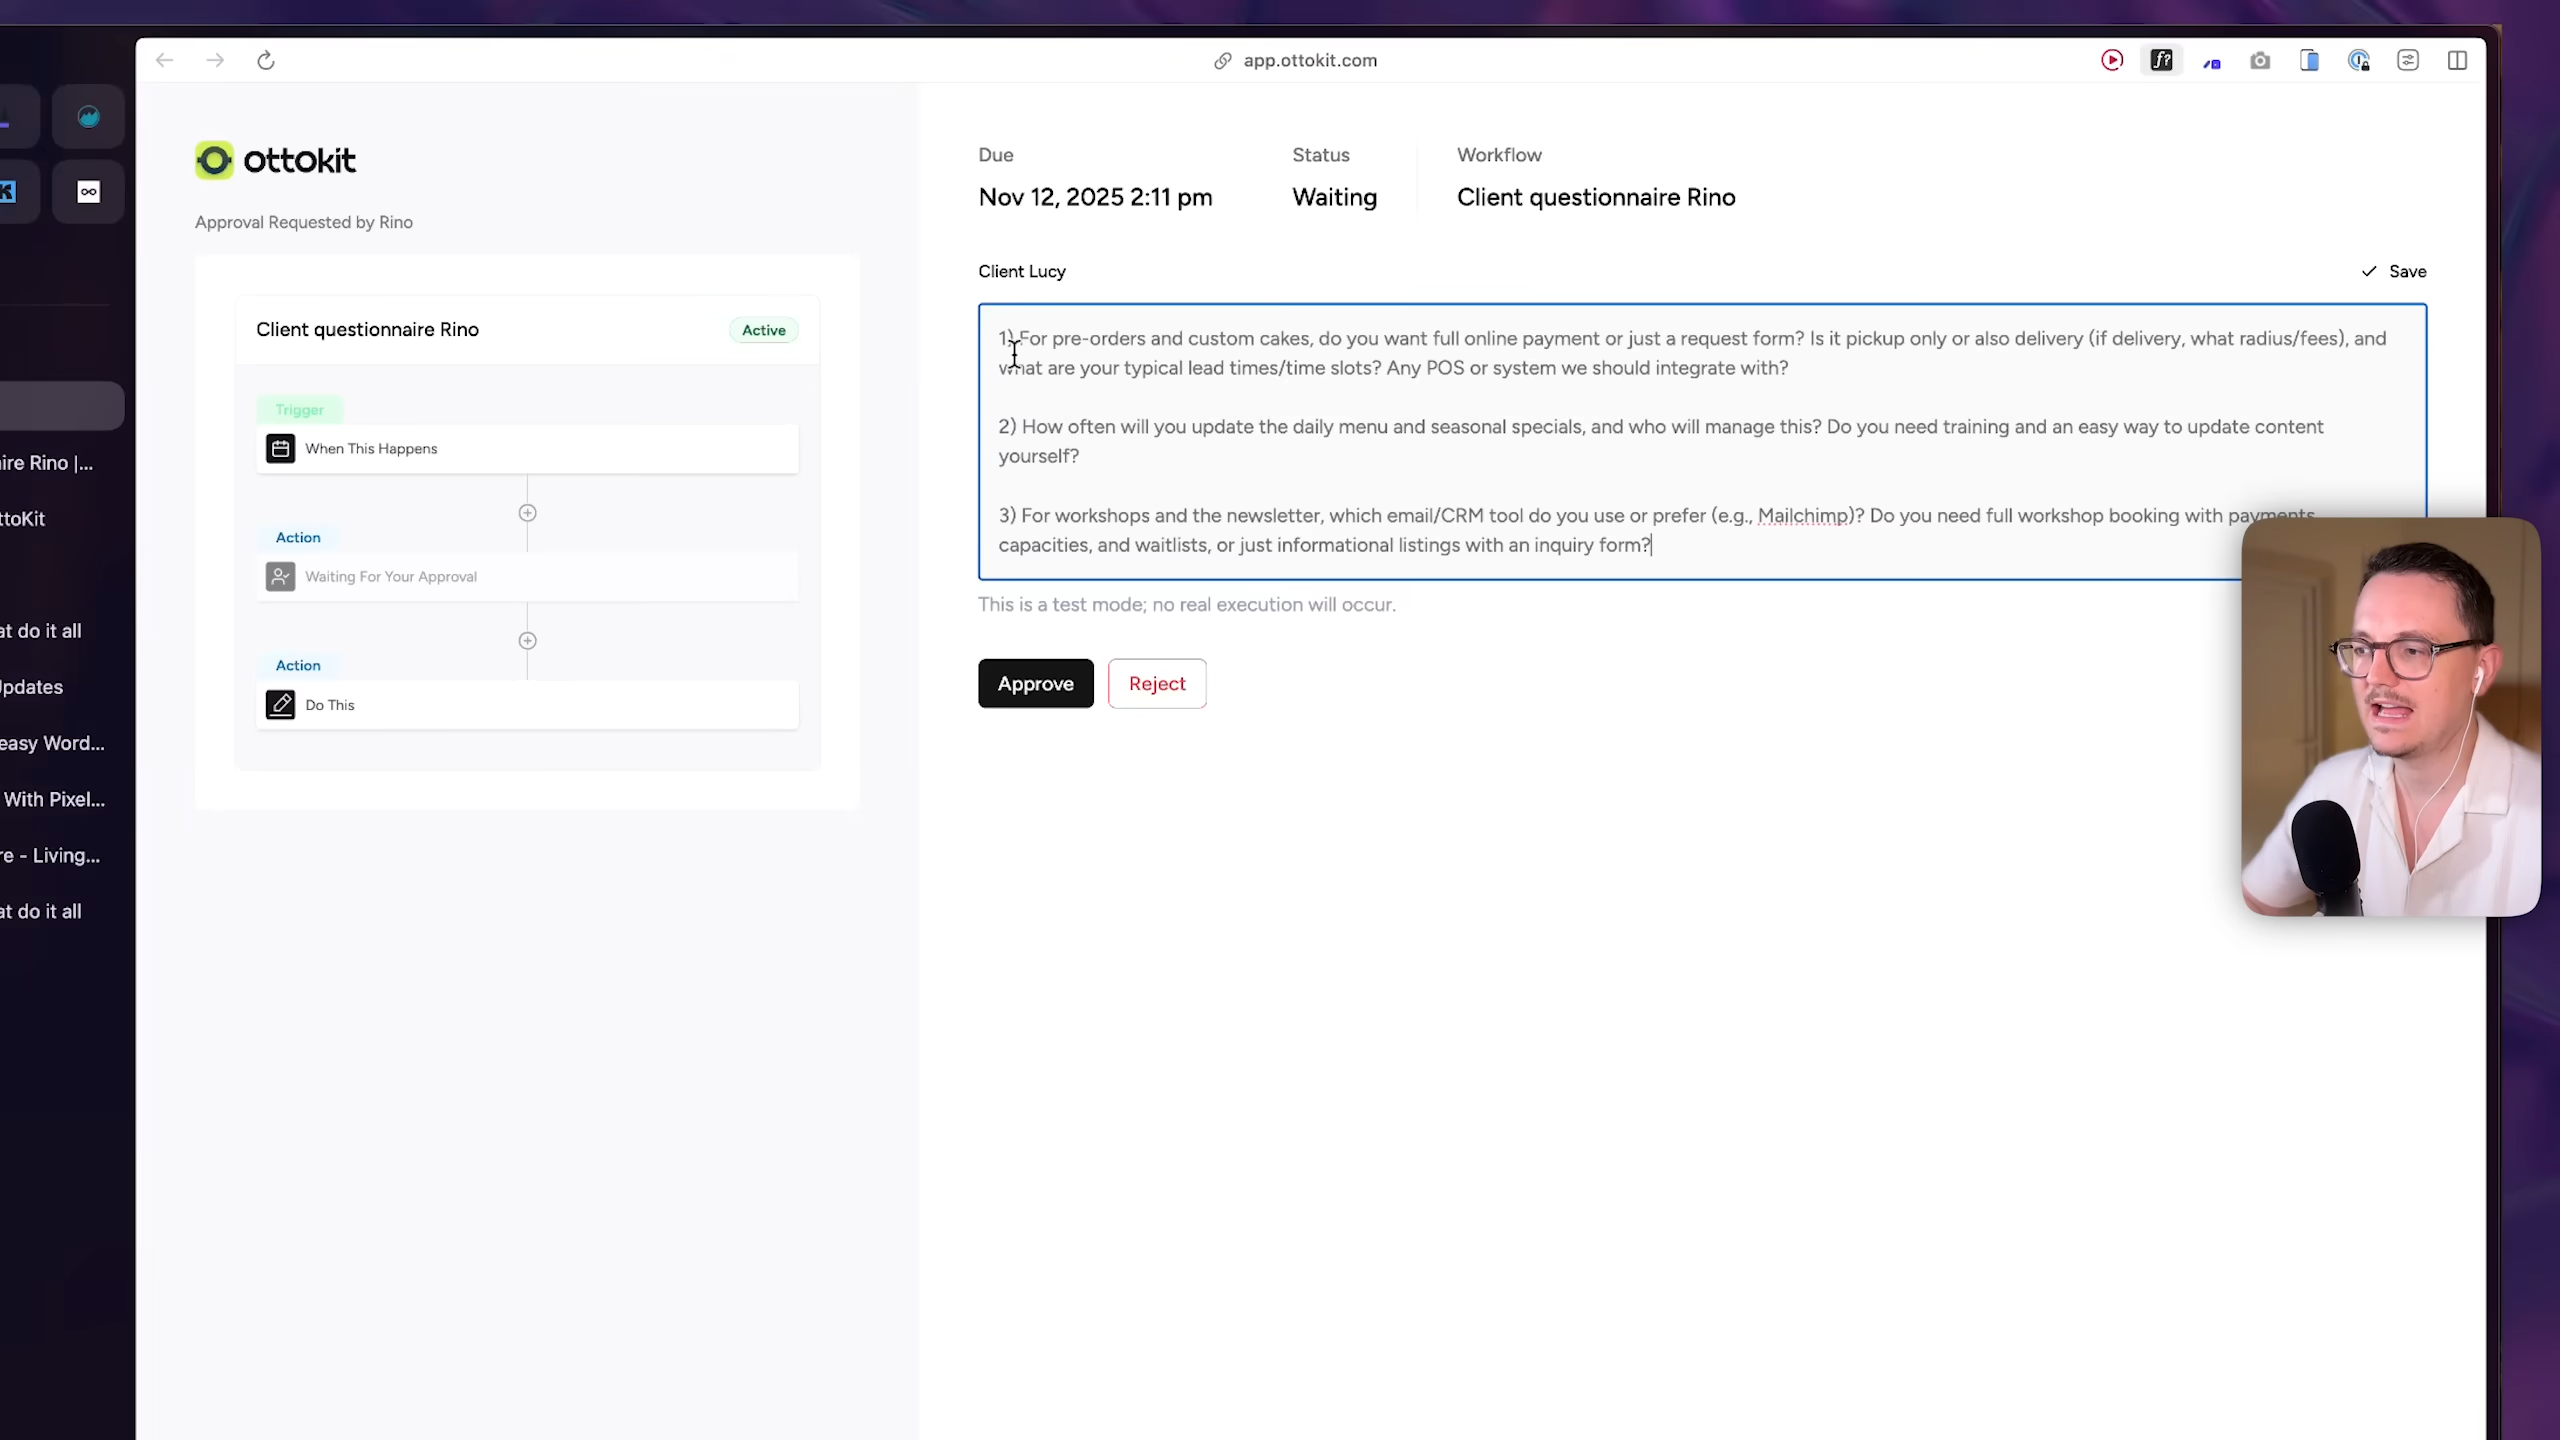 app.ottokit.com
f?
K
ire Rino |...
ttoKit
at do it all
Updates
easy Word...
With Pixel...
re - Living...
at do it all
ottokit
Approval Requested by Rino
Client questionnaire Rino
Active
Trigger
When This Happens
Action
Waiting For Your Approval
Action
Do This
Due
Nov 12, 2025 2:11 pm
Status
Waiting
Workflow
Client questionnaire Rino
Client Lucy
Save
1) For pre-orders and custom cakes, do you want full online payment or just a request form? Is it pickup only or also delivery (if delivery, what radius/fees), and
what are your typical lead times/time slots? Any POS or system we should integrate with?
2) How often will you update the daily menu and seasonal specials, and who will manage this? Do you need training and an easy way to update content
yourself?
3) For workshops and the newsletter, which email/CRM tool do you use or prefer (e.g., Mailchimp)? Do you need full workshop booking with payments
capacities, and waitlists, or just informational listings with an inquiry form?
This is a test mode; no real execution will occur.
Approve
Reject